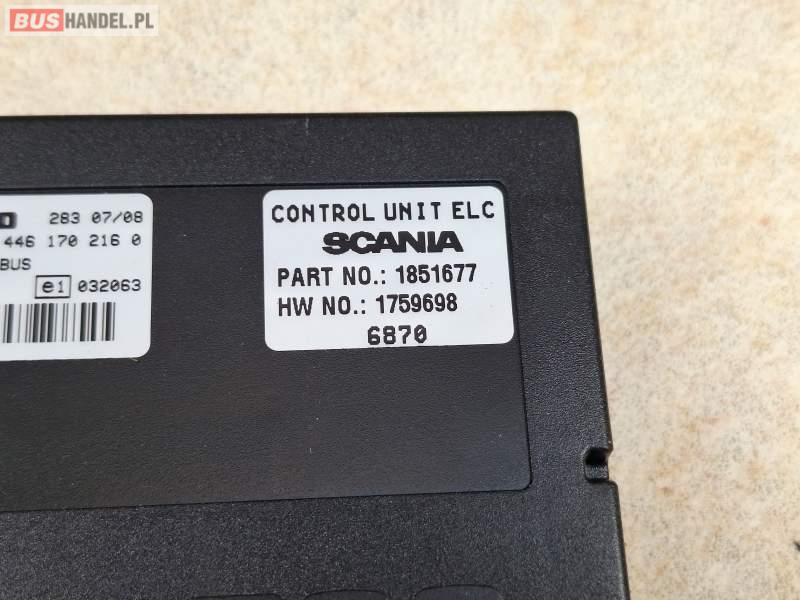 BUSHANDEL.PL
283 07/08
446 170 216 0
BUS
e1 032063
CONTROL UNIT ELC
SCANIA
PART NO.: 1851677
HW NO.: 1759698
6870